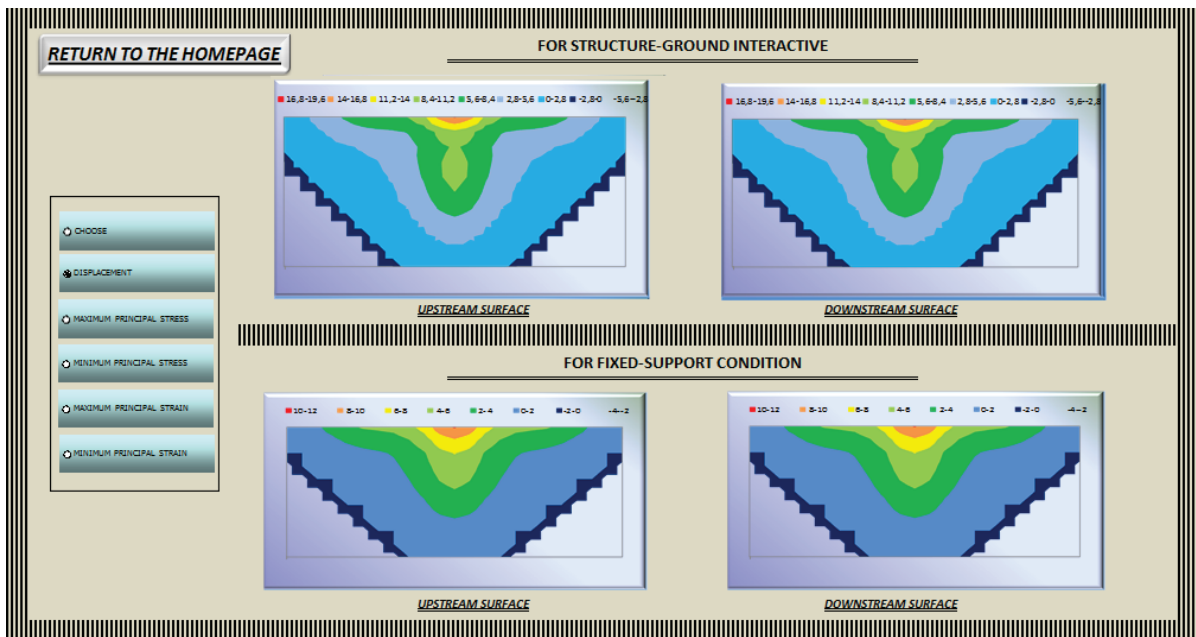 RETURN TO THE HOMEPAGE
FOR STRUCTURE-GROUND INTERACTIVE
16,8-19,6 14-16,8 11,2-14 8,4-11,2 5,6-8,4 2,8-5,6 0-2,8 -2,8-0 -5,6--2,8
16,8-19,6 14-16,8 11,2-14 8,4-11,2 5,6-8,4 2,8-5,6 0-2,8 -2,8-0 -5,6--2,8
UPSTREAM SURFACE
DOWNSTREAM SURFACE
CHOOSE
DISPLACEMENT
MAXIMUM PRINCIPAL STRESS
MINIMUM PRINCIPAL STRESS
MAXIMUM PRINCIPAL STRAIN
MINIMUM PRINCIPAL STRAIN
FOR FIXED-SUPPORT CONDITION
10-12 8-10 6-8 4-6 2-4 0-2 -2-0 -4--2
10-12 8-10 6-8 4-6 2-4 0-2 -2-0 -4--2
UPSTREAM SURFACE
DOWNSTREAM SURFACE